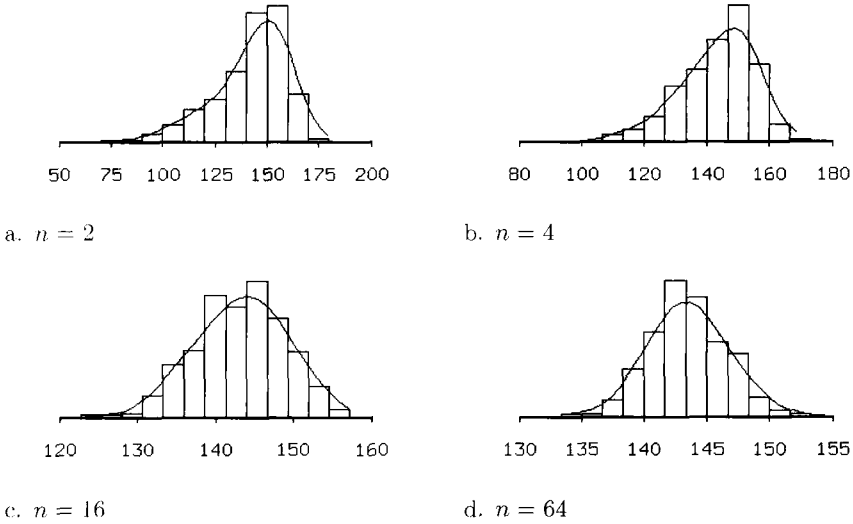 50 75 100 125 150 175 200
80 100 120 140 160 180
a. n = 2
b. n = 4
120 130 140 150 160
130 135 140 145 150 155
c. n = 16
d. n = 64